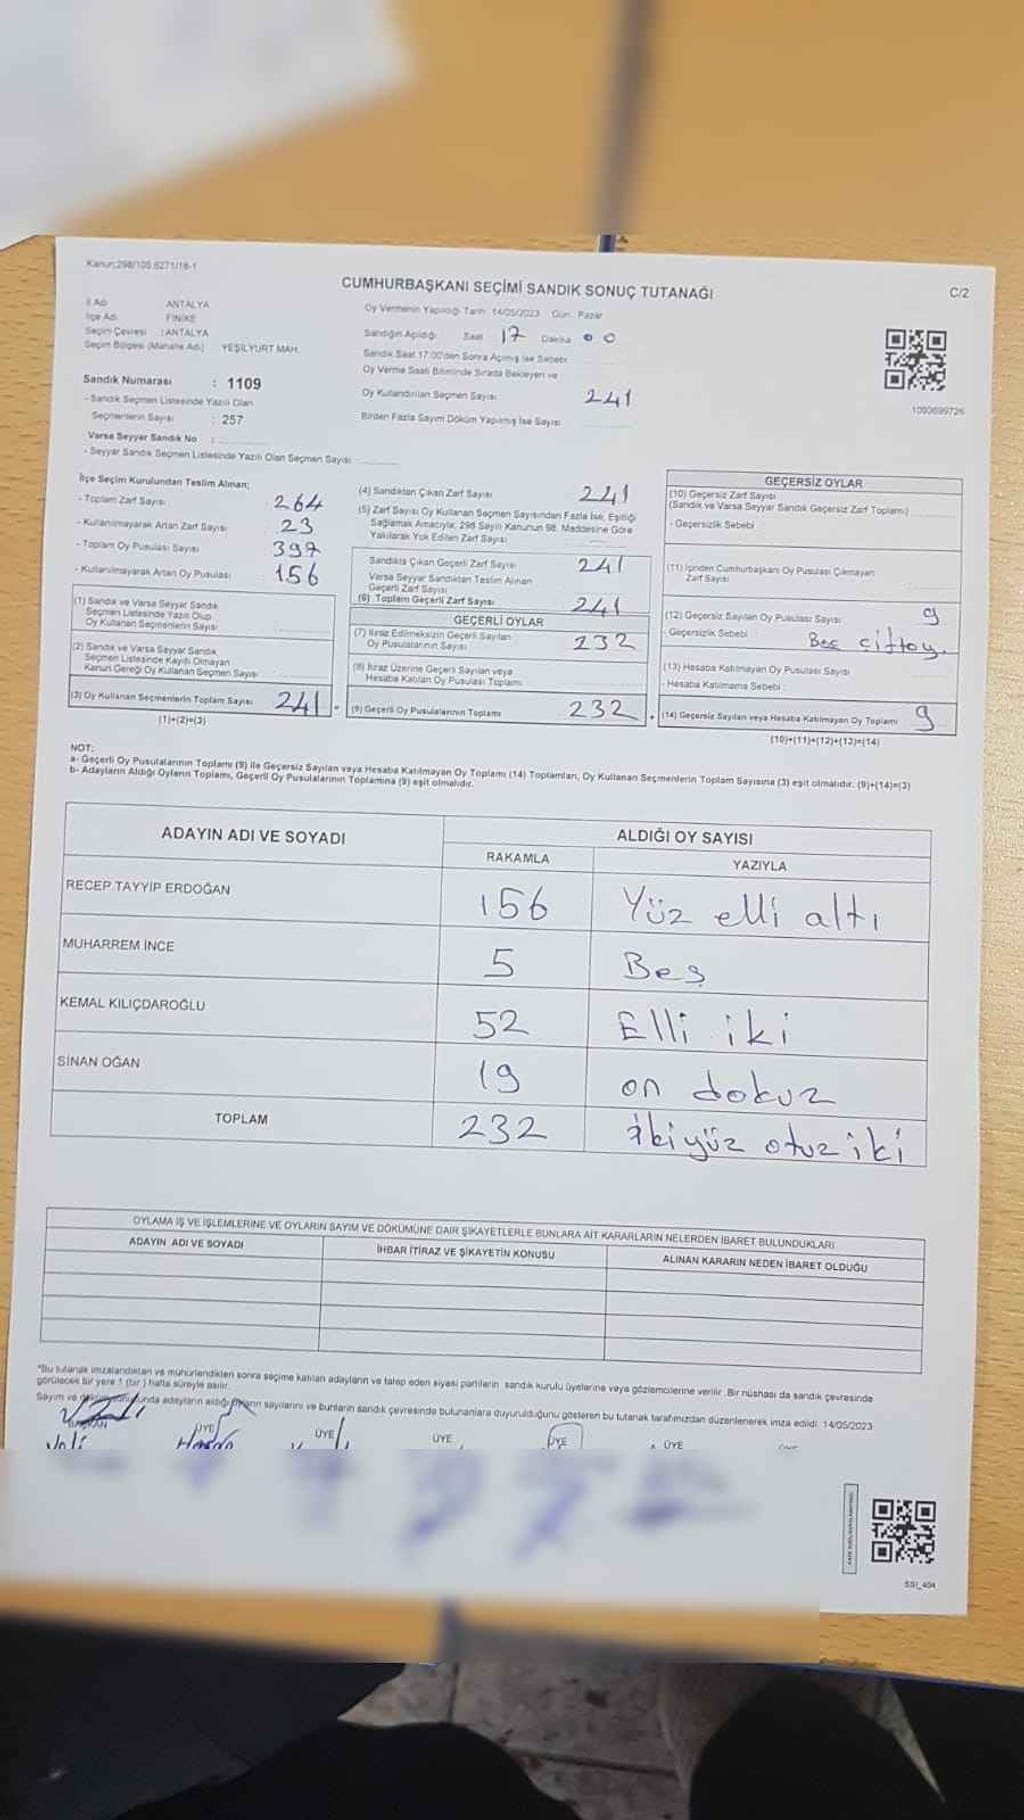 Kanun;298/105.6271/18-1
CUMHURBAŞKANI SEÇİMİ SANDIK SONUÇ TUTANAĞI
C/2
İl Adı ANTALYA
İlçe Adı FİNİKE
Seçim Çevresi : ANTALYA
Seçim Bölgesi (Mahalle Adı) YEŞİLYURT MAH.
Sandık Numarası : 1109
- Sandık Seçmen Listesinde Yazılı Olan
Seçmenlerin Sayısı : 257
Varsa Seyyar Sandık No :
- Seyyar Sandık Seçmen Listesinde Yazılı Olan Seçmen Sayısı
Oy Vermenin Yapıldığı Tarih 14/05/2023 Gün : Pazar
Sandığın Açıldığı Saat 17 Dakika 00
Sandık Saat 17:00'den Sonra Açılmış İse Sebebi
Oy Verme Saati Bitiminde Sırada Bekleyen ve
Oy Kullandırılan Seçmen Sayısı 241
Birden Fazla Sayım Döküm Yapılmış İse Sayısı
1090699726
İlçe Seçim Kurulundan Teslim Alınan;
- Toplam Zarf Sayısı 264
- Kullanılmayarak Artan Zarf Sayısı 23
- Toplam Oy Pusulası Sayısı 397
- Kullanılmayarak Artan Oy Pusulası 156
(1) Sandık ve Varsa Seyyar Sandık
Seçmen Listesinde Yazılı Olup
Oy Kullanan Seçmenlerin Sayısı
(2) Sandık ve Varsa Seyyar Sandık
Seçmen Listesinde Kayıtlı Olmayan
Kanun Gereği Oy Kullanan Seçmen Sayısı
(3) Oy Kullanan Seçmenlerin Toplam Sayısı 241
(1)+(2)=(3)
(4) Sandıktan Çıkan Zarf Sayısı 241
(5) Zarf Sayısı Oy Kullanan Seçmen Sayısından Fazla İse, Eşitliği
Sağlamak Amacıyla, 298 Sayılı Kanunun 98. Maddesine Göre
Yakılarak Yok Edilen Zarf Sayısı
Sandıkta Çıkan Geçerli Zarf Sayısı 241
Varsa Seyyar Sandıktan Teslim Alınan
Geçerli Zarf Sayısı
(6) Toplam Geçerli Zarf Sayısı 241
GEÇERLİ OYLAR
(7) İtiraz Edilmeksizin Geçerli Sayılan
Oy Pusulalarının Sayısı 232
(8) İtiraz Üzerine Geçerli Sayılan veya
Hesaba Katılan Oy Pusulası Toplamı
(9) Geçerli Oy Pusulalarının Toplamı 232
GEÇERSİZ OYLAR
(10) Geçersiz Zarf Sayısı
(Sandık ve Varsa Seyyar Sandık Geçersiz Zarf Toplamı)
- Geçersizlik Sebebi
(11) İçinden Cumhurbaşkanı Oy Pusulası Çıkmayan
Zarf Sayısı
(12) Geçersiz Sayılan Oy Pusulası Sayısı 9
- Geçersizlik Sebebi
(13) Hesaba Katılmayan Oy Pusulası Sayısı
- Hesaba Katılmama Sebebi
(14) Geçersiz Sayılan veya Hesaba Katılmayan Oy Toplamı 9
(10)+(11)+(12)+(13)=(14)
NOT:
a- Geçerli Oy Pusulalarının Toplamı (9) ile Geçersiz Sayılan veya Hesaba Katılmayan Oy Toplamı (14) Toplamları, Oy Kullanan Seçmenlerin Toplam Sayısına (3) eşit olmalıdır. (9)+(14)=(3)
b- Adayların Aldığı Oyların Toplamı, Geçerli Oy Pusulalarının Toplamına (9) eşit olmalıdır.
ADAYIN ADI VE SOYADI ALDIĞI OY SAYISI
RAKAMLA YAZIYLA
RECEP TAYYİP ERDOĞAN 156 Yüz elli altı
MUHARREM İNCE 5 Beş
KEMAL KILIÇDAROĞLU 52 Elli iki
SİNAN OĞAN 19 on dokuz
TOPLAM 232 ikiyüz otuz iki
OYLAMA İŞ VE İŞLEMLERİNE VE OYLARIN SAYIM VE DÖKÜMÜNE DAİR ŞİKAYETLERLE BUNLARA AİT KARARLARIN NELERDEN İBARET BULUNDUKLARI
ADAYIN ADI VE SOYADI İHBAR İTİRAZ VE ŞİKAYETİN KONUSU ALINAN KARARIN NEDEN İBARET OLDUĞU
"Bu tutanak imzalandıktan ve mühürlendikten sonra seçime katılan adayların ve talep eden siyasi partilerin sandık kurulu üyelerine veya gözlemcilerine verilir. Bir nüshası da sandık çevresinde
görülecek bir yere 1 (bir) hafta süreyle asılır.
Sayım ve dökümü sonunda adayların aldığı oyların sayılarını ve bunların sandık çevresinde bulunanlara duyurulduğunu gösteren bu tutanak tarafımızdan düzenlenerek imza edildi. 14/05/2023
BAŞKAN ÜYE ÜYE ÜYE ÜYE ÜYE
SSI_404